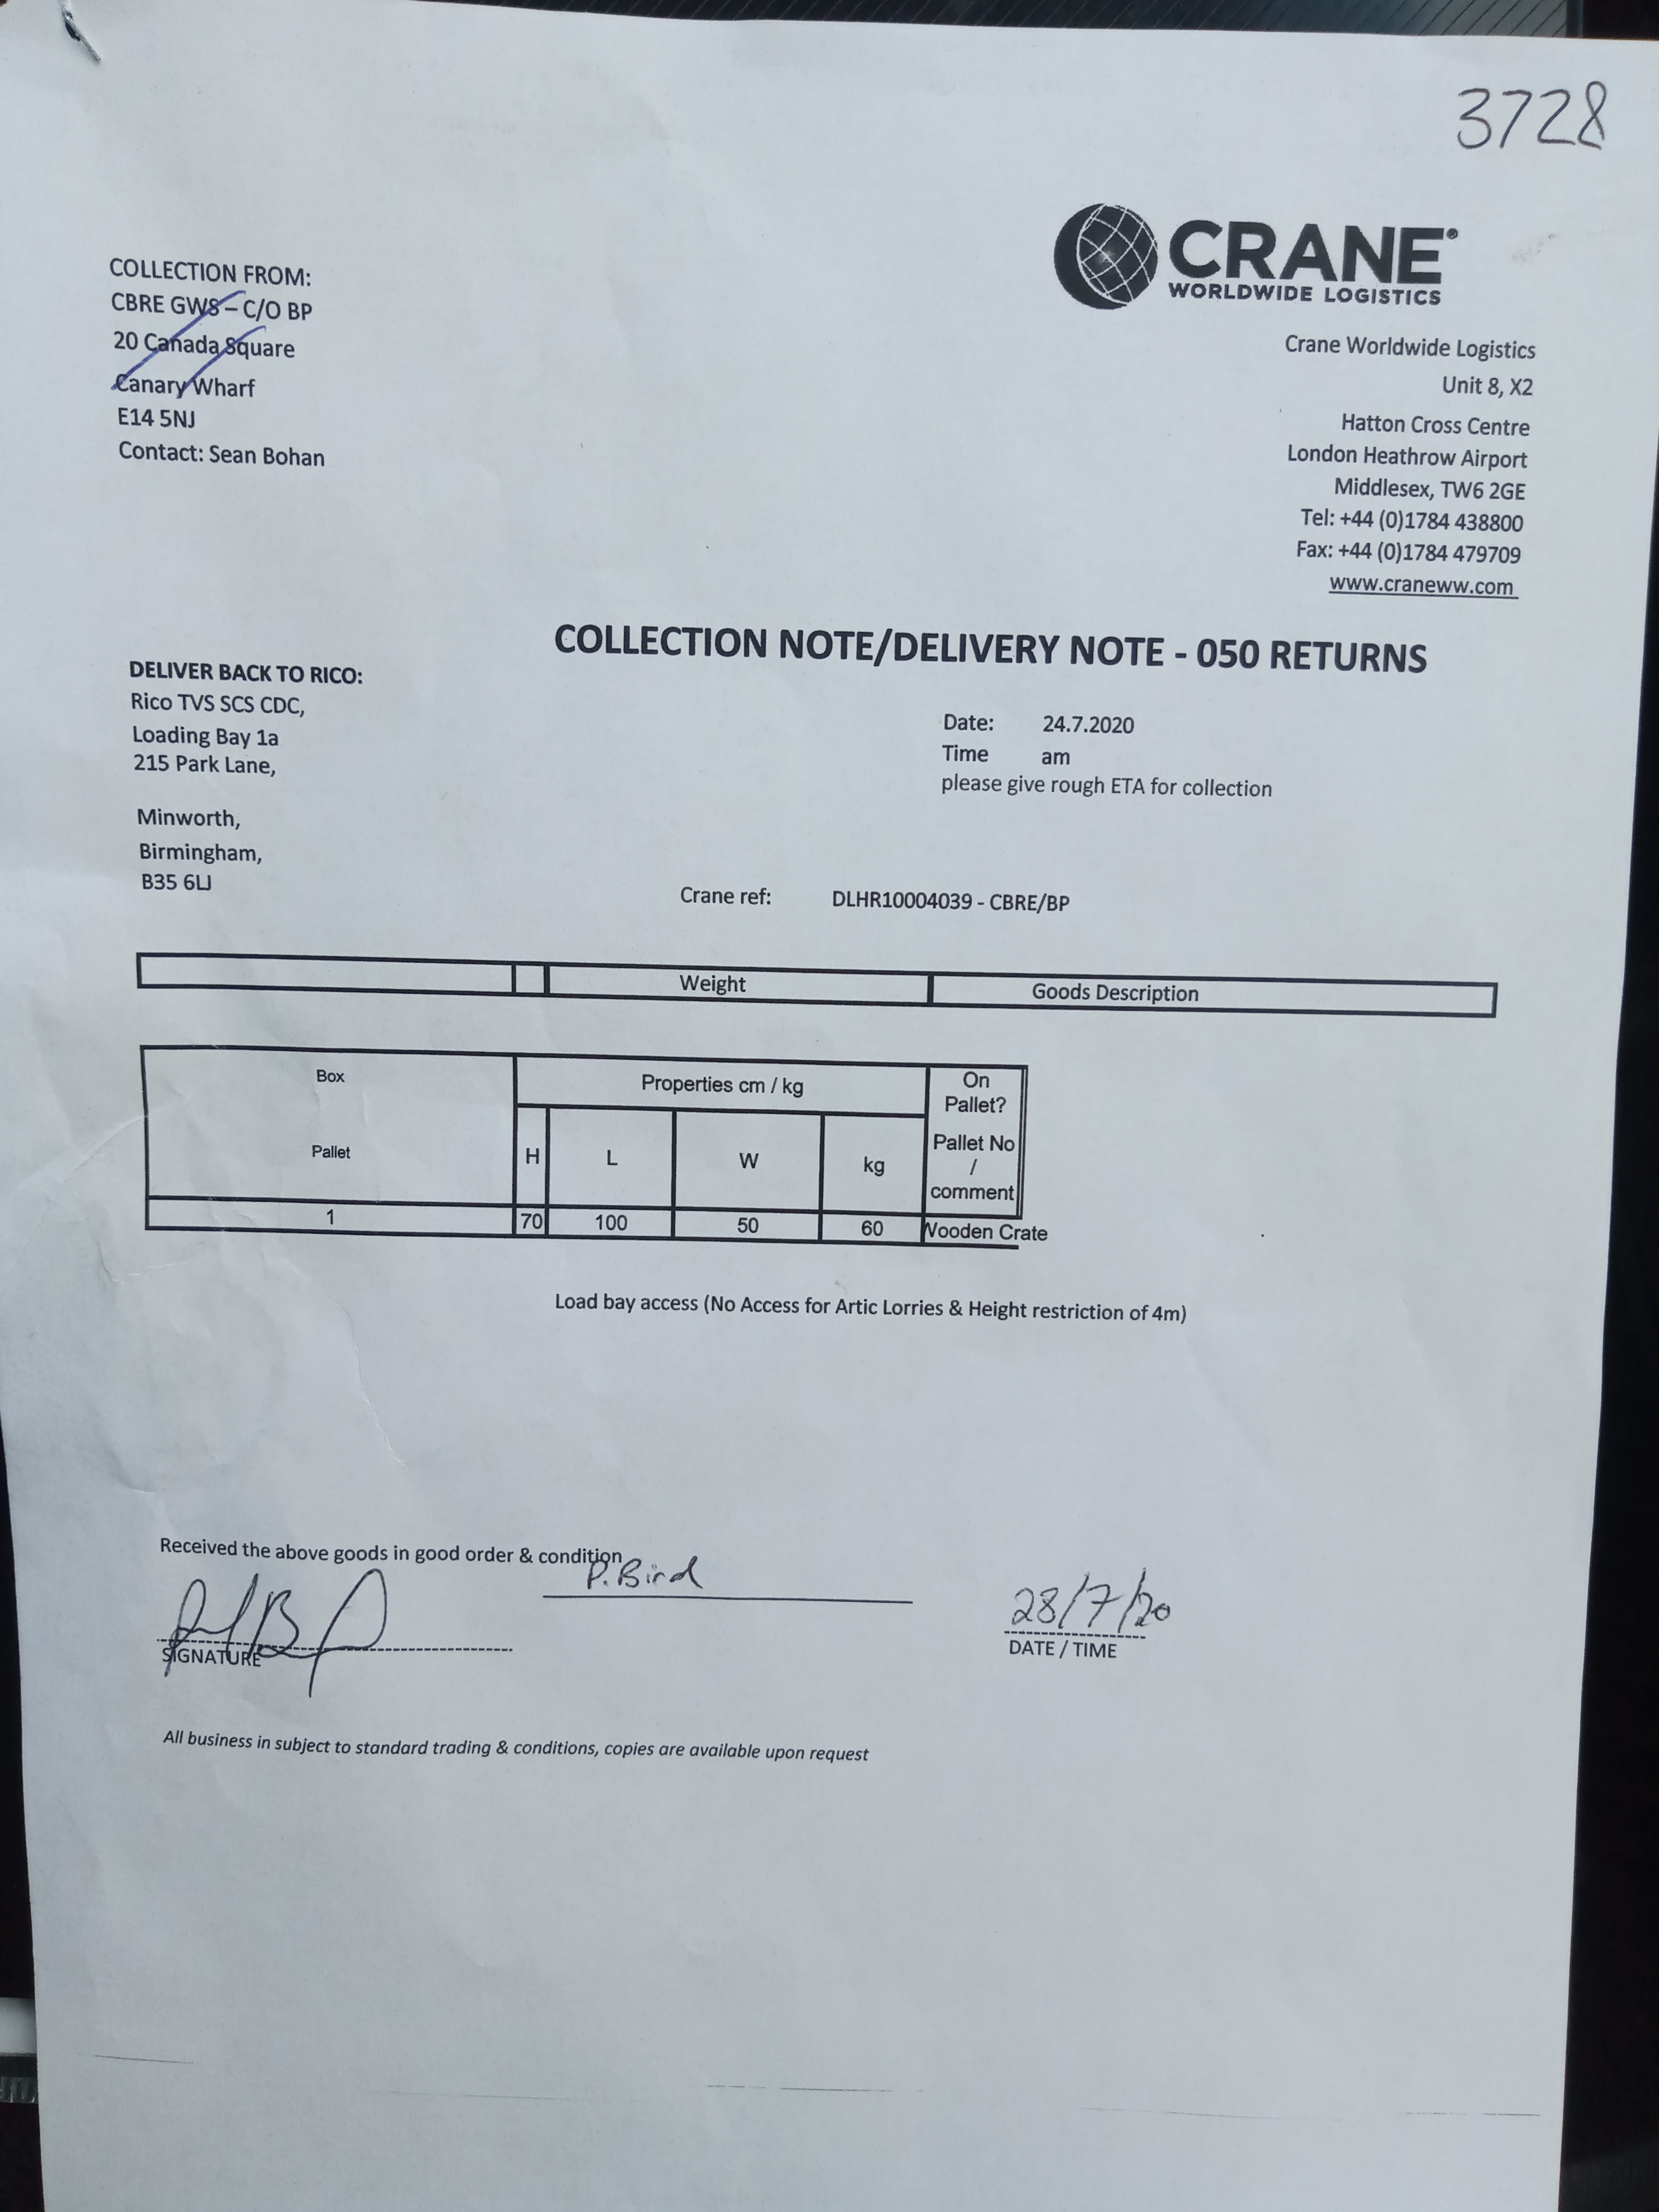 3728
CRANE®
WORLDWIDE LOGISTICS
COLLECTION FROM:
CBRE GWS – C/O BP
20 Canada Square
Canary Wharf
E14 5NJ
Contact: Sean Bohan
Crane Worldwide Logistics
Unit 8, X2
Hatton Cross Centre
London Heathrow Airport
Middlesex, TW6 2GE
Tel: +44 (0)1784 438800
Fax: +44 (0)1784 479709
www.craneww.com
COLLECTION NOTE/DELIVERY NOTE - 050 RETURNS
DELIVER BACK TO RICO:
Rico TVS SCS CDC,
Loading Bay 1a
215 Park Lane,
Minworth,
Birmingham,
B35 6LJ
Date: 24.7.2020
Time am
please give rough ETA for collection
Crane ref: DLHR10004039 - CBRE/BP
Weight Goods Description
Box Properties cm / kg On
Pallet?
Pallet H L W kg Pallet No
/
comment
1 70 100 50 60 Wooden Crate
Load bay access (No Access for Artic Lorries & Height restriction of 4m)
Received the above goods in good order & condition
P. Bird
28/7/20
SIGNATURE DATE / TIME
All business in subject to standard trading & conditions, copies are available upon request